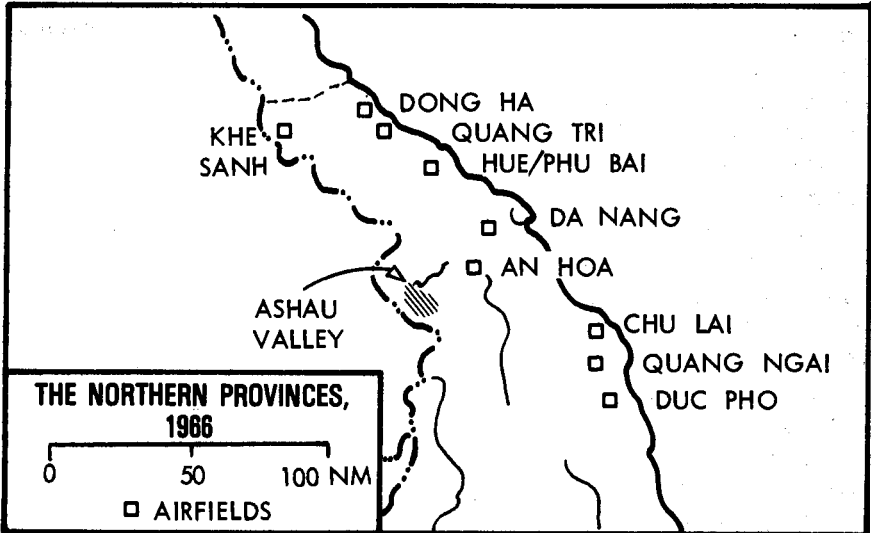 DONG HA
KHE
SANH
QUANG TRI
HUE/PHU BAI
DA NANG
AN HOA
ASHAU
VALLEY
CHU LAI
QUANG NGAI
DUC PHO
THE NORTHERN PROVINCES,
1966
0 50 100 NM
AIRFIELDS